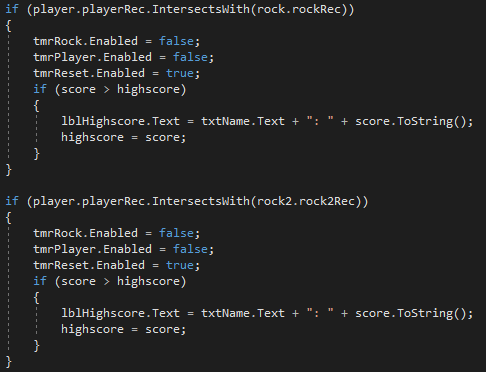 if (player.playerRec.IntersectsWith(rock.rockRec))
{
    tmrRock.Enabled = false;
    tmrPlayer.Enabled = false;
    tmrReset.Enabled = true;
    if (score > highscore)
    {
        lblHighscore.Text = txtName.Text + ": " + score.ToString();
        highscore = score;
    }
}

if (player.playerRec.IntersectsWith(rock2.rock2Rec))
{
    tmrRock.Enabled = false;
    tmrPlayer.Enabled = false;
    tmrReset.Enabled = true;
    if (score > highscore)
    {
        lblHighscore.Text = txtName.Text + ": " + score.ToString();
        highscore = score;
    }
}